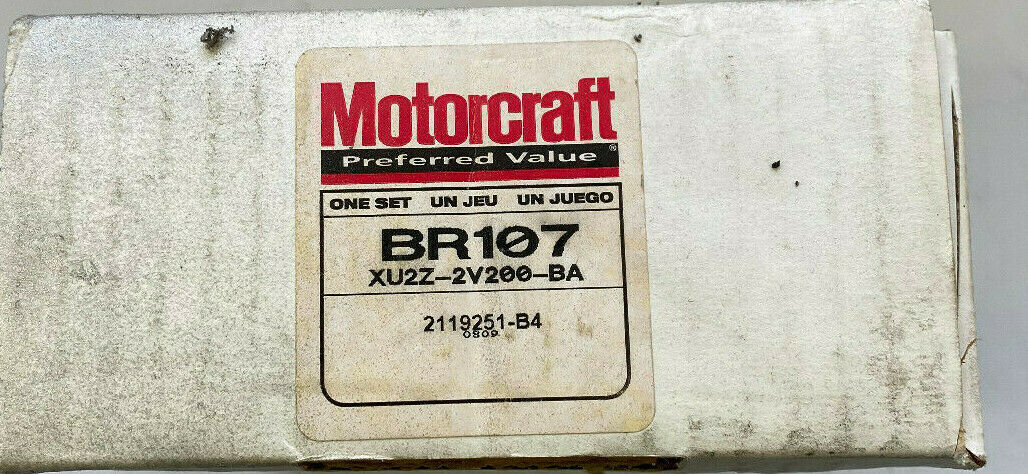 Motorcraft®
Preferred Value
ONE SET UN JEU UN JUEGO
BR107
XU2Z-2V200-BA
2119251-B4
0809